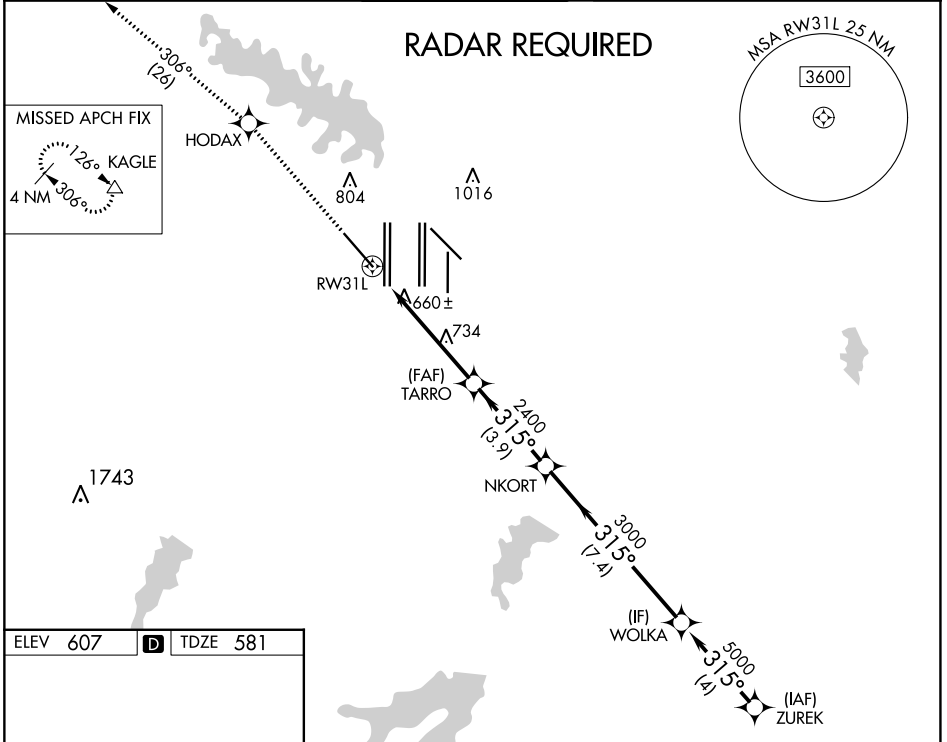 RADAR REQUIRED
MSA RW31L 25 NM
3600
306°
(26)
HODAX
MISSED APCH FIX
126°
KAGLE
4 NM
306°
804
1016
RW31L
660 ±
734
(FAF)
TARRO
2400
315°
(3.9)
NKORT
1743
3000
315°
(7.4)
(IF)
WOLKA
5000
315°
(4)
(IAF)
ZUREK
ELEV 607 D TDZE 581